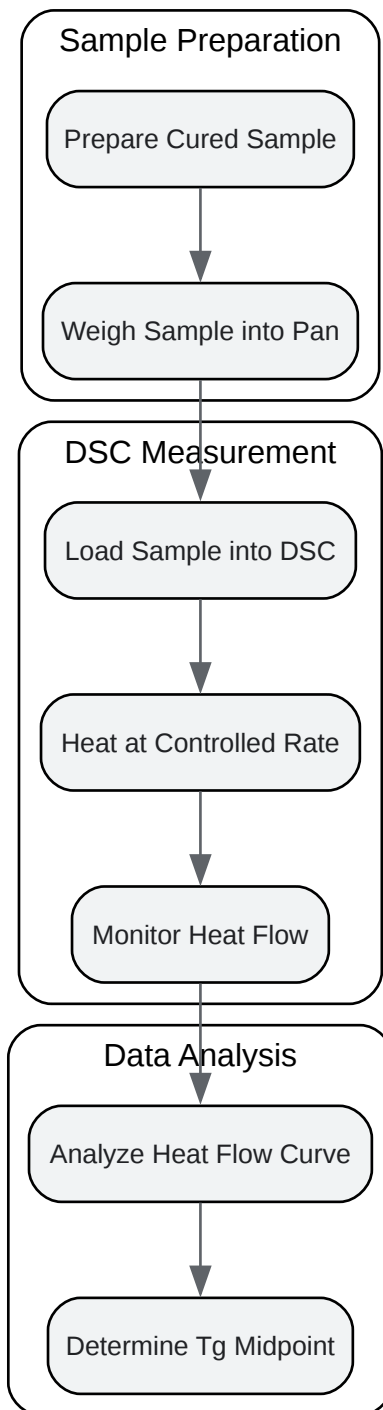 Sample Preparation
Prepare Cured Sample
Weigh Sample into Pan
DSC Measurement
Load Sample into DSC
Heat at Controlled Rate
Monitor Heat Flow
Data Analysis
Analyze Heat Flow Curve
Determine Tg Midpoint